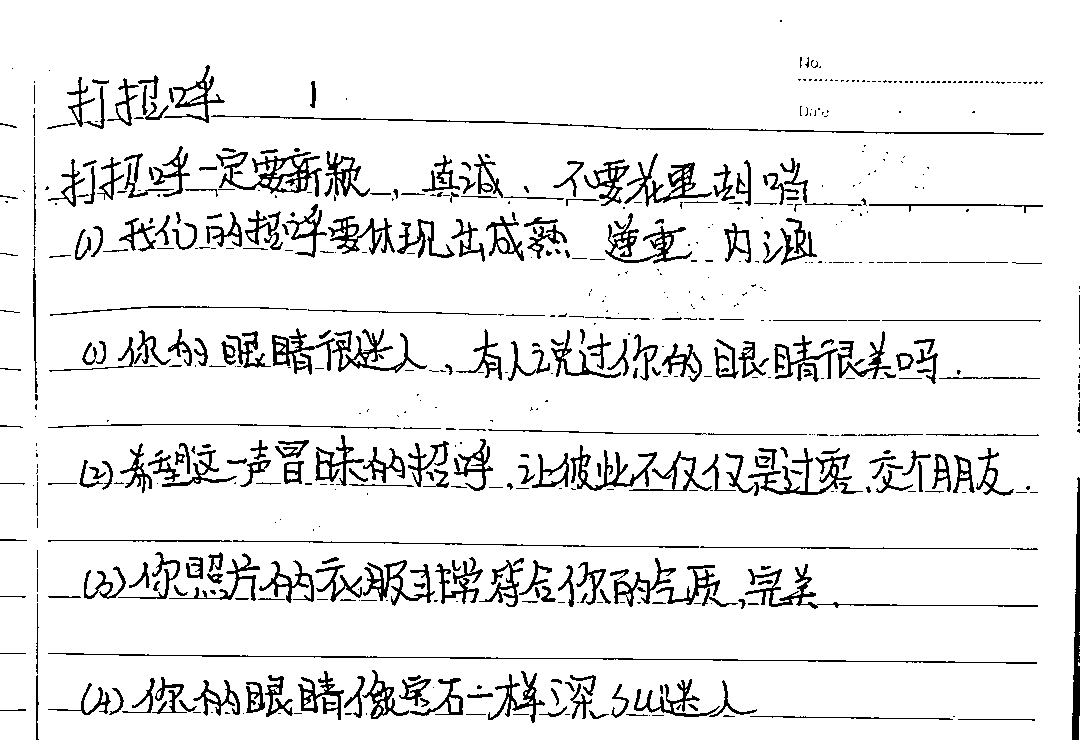 No.
Date
打招呼 1
打招呼一定要新颖，真诚、不要花里胡哨，
(1) 我们的招呼要体现出成熟 尊重 内涵
(1) 你的眼睛很迷人，有人说过你的眼睛很美吗.
(2) 希望这一声冒昧的招呼，让彼此不仅仅是过客，交个朋友.
(3) 你照片的衣服非常符合你的气质，完美.
(4) 你的眼睛像宝石一样深幽迷人